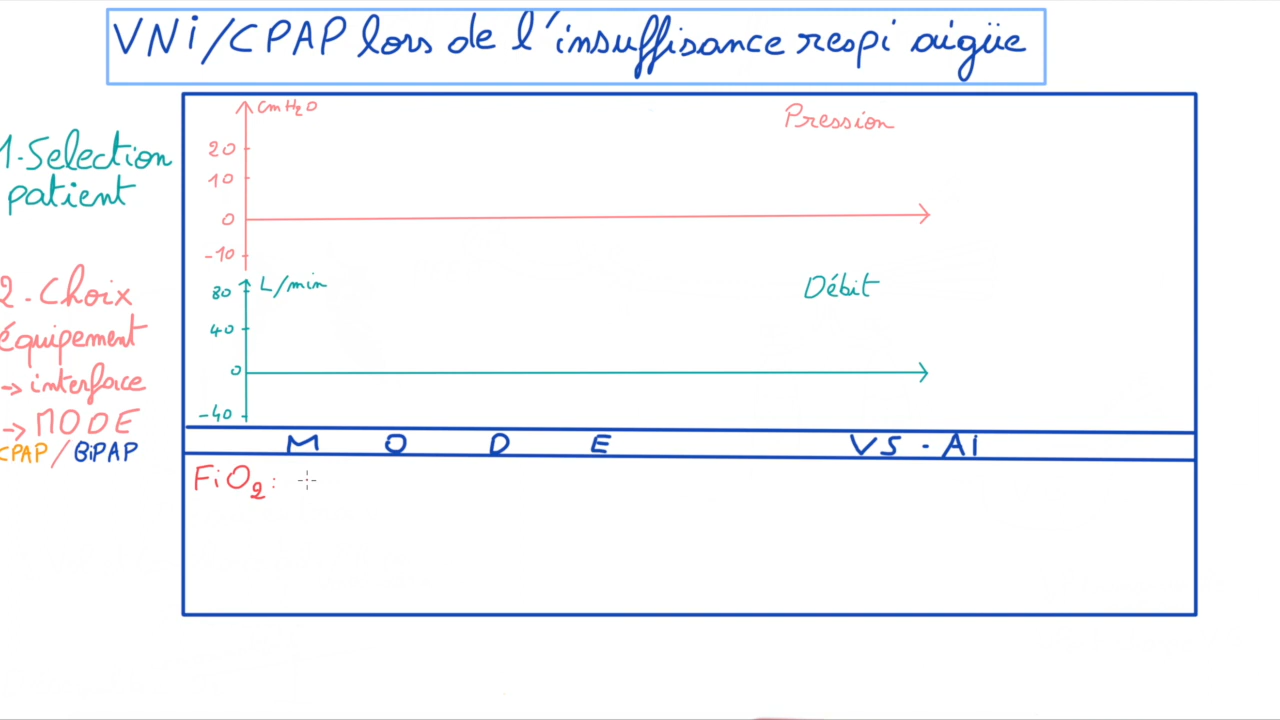 VNi/CPAP lors de l'insuffisance respi aigüe
1-Selection
patient
2-Choix
équipement
→ interface
→ MODE
CPAP/BiPAP
cmH2O
Pression
20
10
0
-10
L/min
Débit
80
40
0
-40
MODE VS-AI
FiO2: